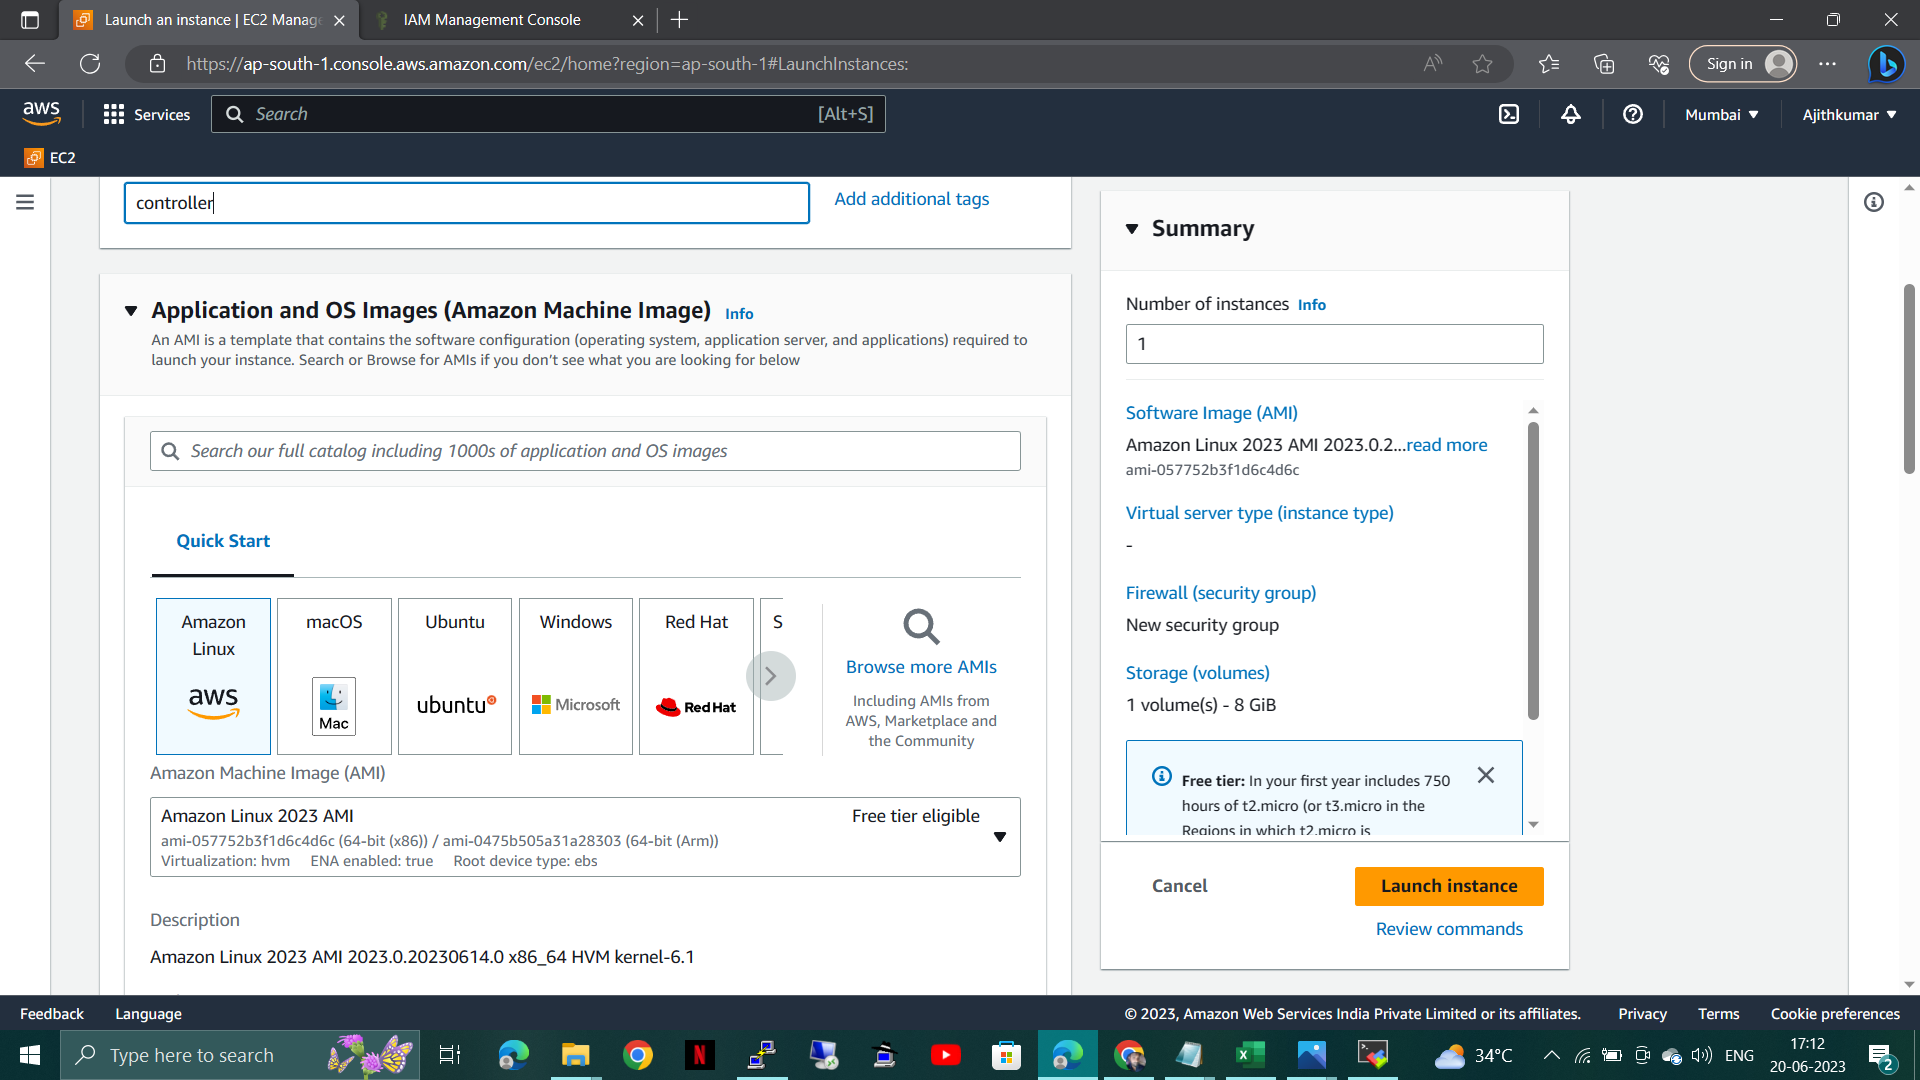 Launch an instance | EC2 Manage
IAM Management Console
https://ap-south-1.console.aws.amazon.com/ec2/home?region=ap-south-1#LaunchInstances:
Sign in
aws
Services
Search
[Alt+S]
Mumbai
Ajithkumar
EC2
controller
Add additional tags
Application and OS Images (Amazon Machine Image) Info
An AMI is a template that contains the software configuration (operating system, application server, and applications) required to
launch your instance. Search or Browse for AMIs if you don’t see what you are looking for below
Search our full catalog including 1000s of application and OS images
Quick Start
Amazon
Linux
aws
macOS
Mac
Ubuntu
ubuntu
Windows
Microsoft
Red Hat
Red Hat
S
Browse more AMIs
Including AMIs from
AWS, Marketplace and
the Community
Amazon Machine Image (AMI)
Amazon Linux 2023 AMI
Free tier eligible
ami-057752b3f1d6c4d6c (64-bit (x86)) / ami-0475b505a31a28303 (64-bit (Arm))
Virtualization: hvm ENA enabled: true Root device type: ebs
Description
Amazon Linux 2023 AMI 2023.0.20230614.0 x86_64 HVM kernel-6.1
Summary
Number of instances Info
1
Software Image (AMI)
Amazon Linux 2023 AMI 2023.0.2...read more
ami-057752b3f1d6c4d6c
Virtual server type (instance type)
-
Firewall (security group)
New security group
Storage (volumes)
1 volume(s) - 8 GiB
Free tier: In your first year includes 750
hours of t2.micro (or t3.micro in the
Regions in which t2.micro is
Cancel
Launch instance
Review commands
Feedback
Language
© 2023, Amazon Web Services India Private Limited or its affiliates.
Privacy
Terms
Cookie preferences
Type here to search
34°C
ENG
17:12
20-06-2023
2